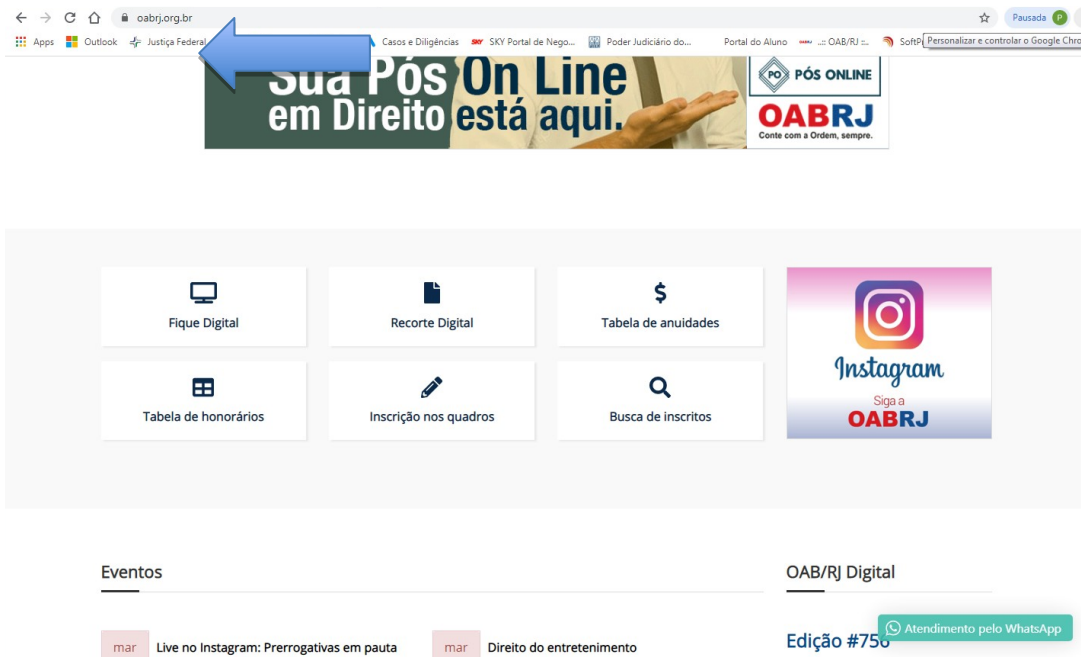 oabrj.org.br
Pausada P
Apps Outlook Justiça Federal Casos e Diligências SKY SKY Portal de Nego... Poder Judiciário do... Portal do Aluno ..:: OAB/RJ ::..
Personalizar e controlar o Google Chro
Sua Pós On Line
em Direito está aqui.
PO PÓS ONLINE
OABRJ
Conte com a Ordem, sempre.
Fique Digital
Recorte Digital
Tabela de anuidades
Tabela de honorários
Inscrição nos quadros
Busca de inscritos
Instagram
Siga a
OABRJ
Eventos
OAB/RJ Digital
mar Live no Instagram: Prerrogativas em pauta
mar Direito do entretenimento
Edição #756
Atendimento pelo WhatsApp